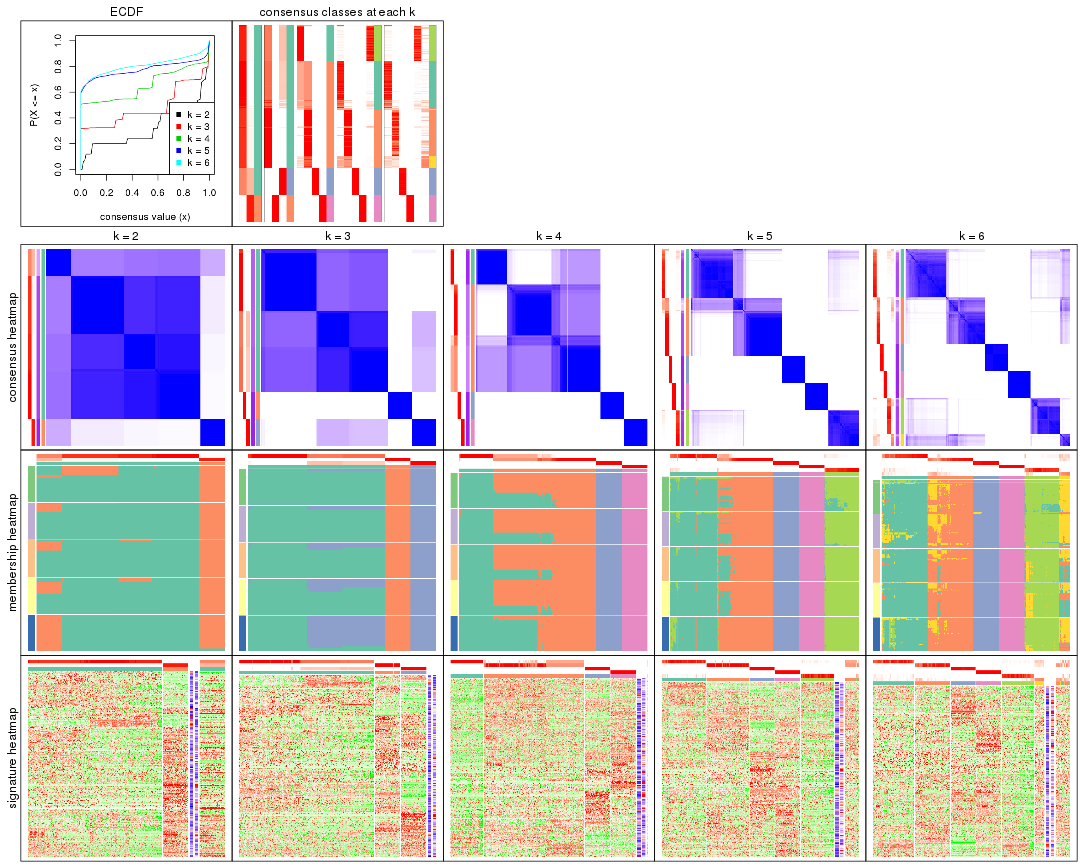 ECDF
consensus classes at each k
P(X <= x)
1.0
0.8
0.6
0.4
0.2
0.0
k = 2
k = 3
k = 4
k = 5
k = 6
0.0 0.2 0.4 0.6 0.8 1.0
consensus value (x)
k = 2 k = 3 k = 4 k = 5 k = 6
consensus heatmap
membership heatmap
signature heatmap